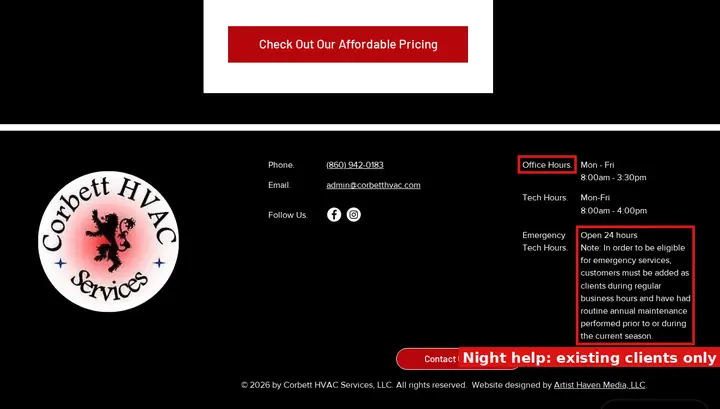 Check Out Our Affordable Pricing
Corbett HVAC
Services
Phone.
(860) 942-0183
Email.
admin@corbetthvac.com
Follow Us.
Office Hours.
Mon - Fri
8:00am - 3:30pm
Tech Hours.
Mon-Fri
8:00am - 4:00pm
Emergency
Tech Hours.
Open 24 hours
Note: In order to be eligible
for emergency services,
customers must be added as
clients during regular
business hours and have had
routine annual maintenance
performed prior to or during
the current season.
Contact
Night help: existing clients only
© 2026 by Corbett HVAC Services, LLC. All rights reserved. Website designed by Artist Haven Media, LLC.